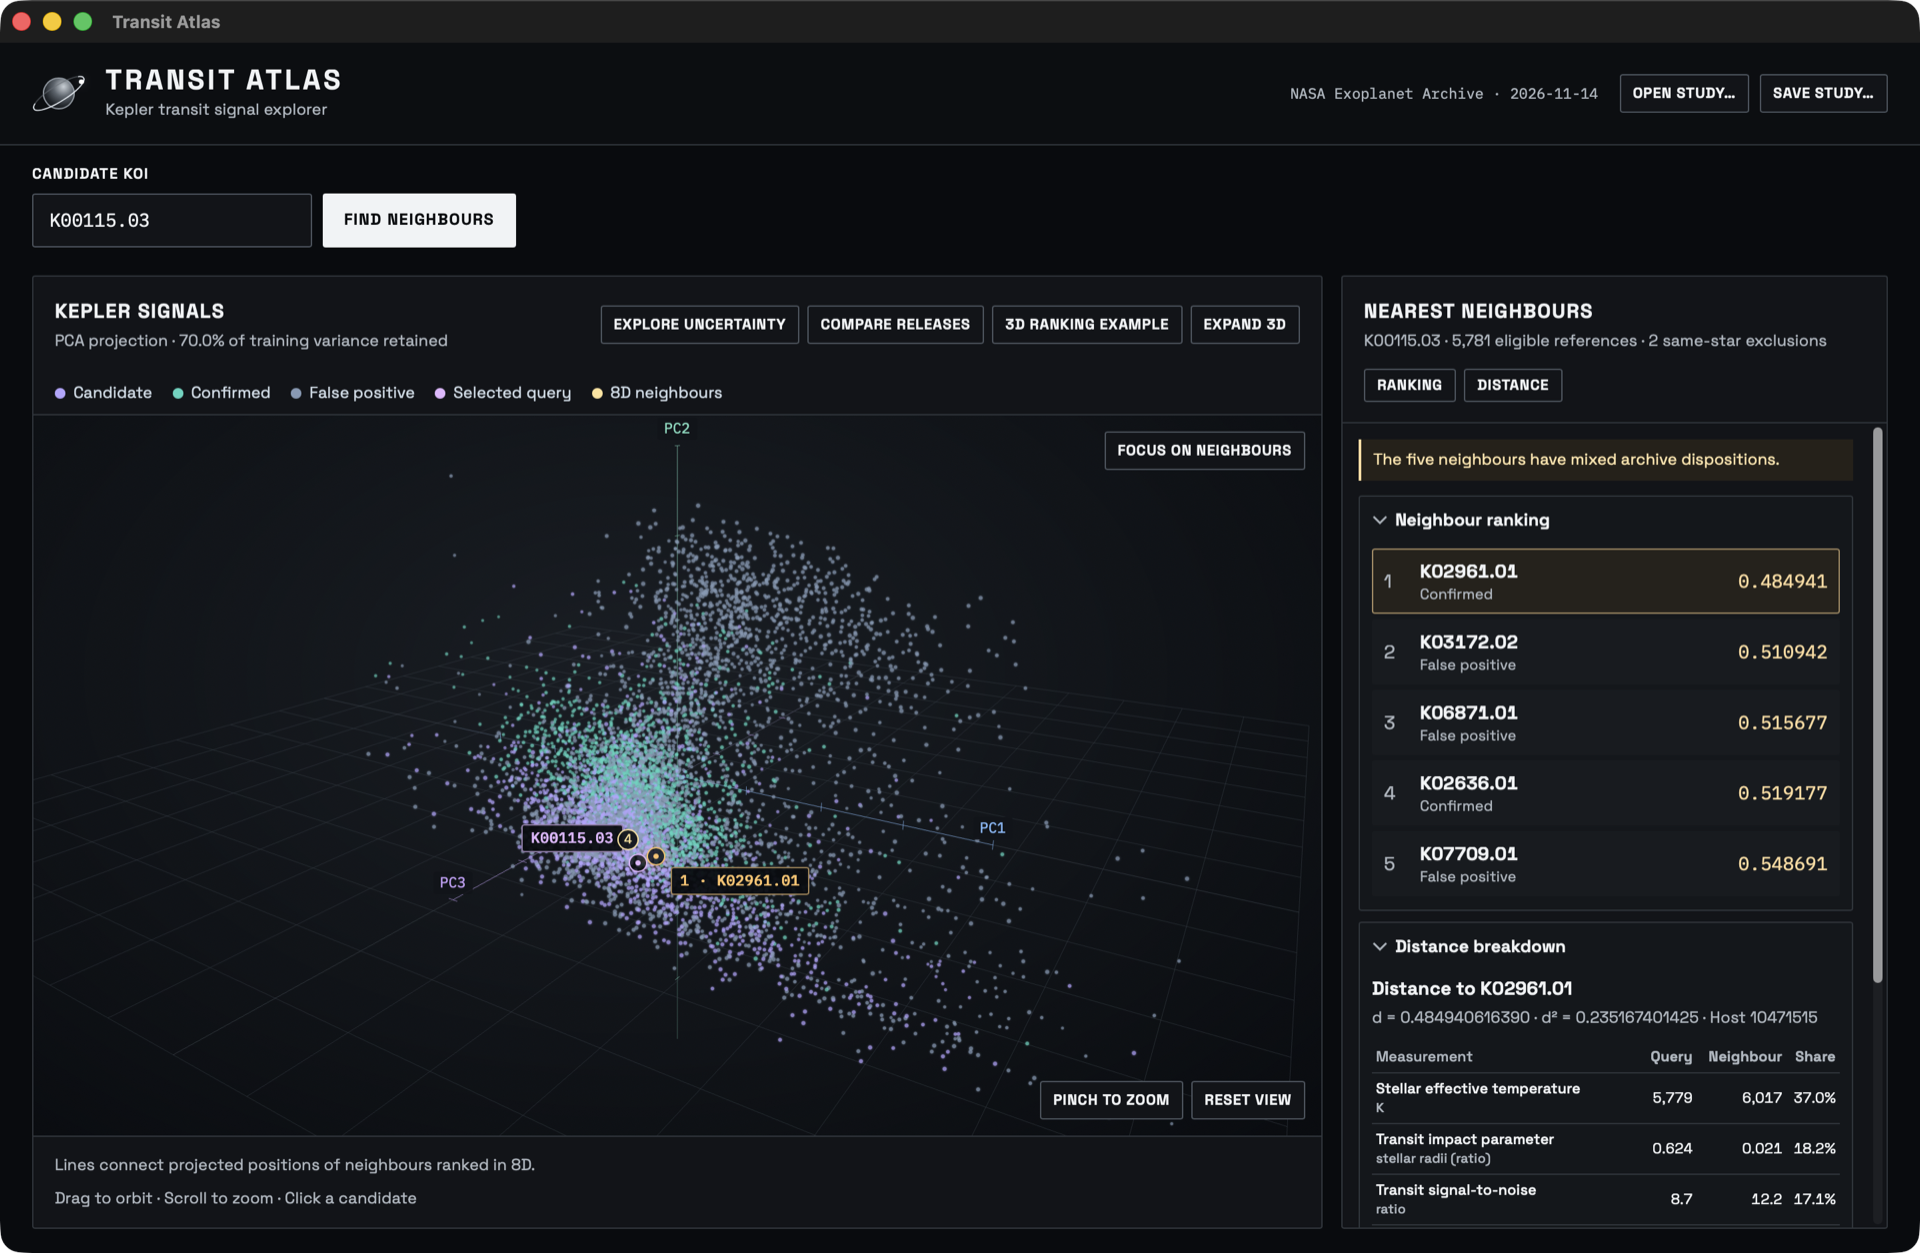 Transit Atlas
TRANSIT ATLAS
Kepler transit signal explorer
NASA Exoplanet Archive · 2026-11-14
OPEN STUDY…
SAVE STUDY…
CANDIDATE KOI
K00115.03
FIND NEIGHBOURS
KEPLER SIGNALS
PCA projection · 70.0% of training variance retained
EXPLORE UNCERTAINTY
COMPARE RELEASES
3D RANKING EXAMPLE
EXPAND 3D
Candidate
Confirmed
False positive
Selected query
8D neighbours
PC2
FOCUS ON NEIGHBOURS
PC1
K00115.03
4
1 · K02961.01
PC3
PINCH TO ZOOM
RESET VIEW
Lines connect projected positions of neighbours ranked in 8D.
Drag to orbit · Scroll to zoom · Click a candidate
NEAREST NEIGHBOURS
K00115.03 · 5,781 eligible references · 2 same-star exclusions
RANKING
DISTANCE
The five neighbours have mixed archive dispositions.
Neighbour ranking
1 K02961.01 0.484941
Confirmed
2 K03172.02 0.510942
False positive
3 K06871.01 0.515677
False positive
4 K02636.01 0.519177
Confirmed
5 K07709.01 0.548691
False positive
Distance breakdown
Distance to K02961.01
d = 0.484940616390 · d² = 0.235167401425 · Host 10471515
Measurement Query Neighbour Share
Stellar effective temperature 5,779 6,017 37.0%
K
Transit impact parameter 0.624 0.021 18.2%
stellar radii (ratio)
Transit signal-to-noise 8.7 12.2 17.1%
ratio